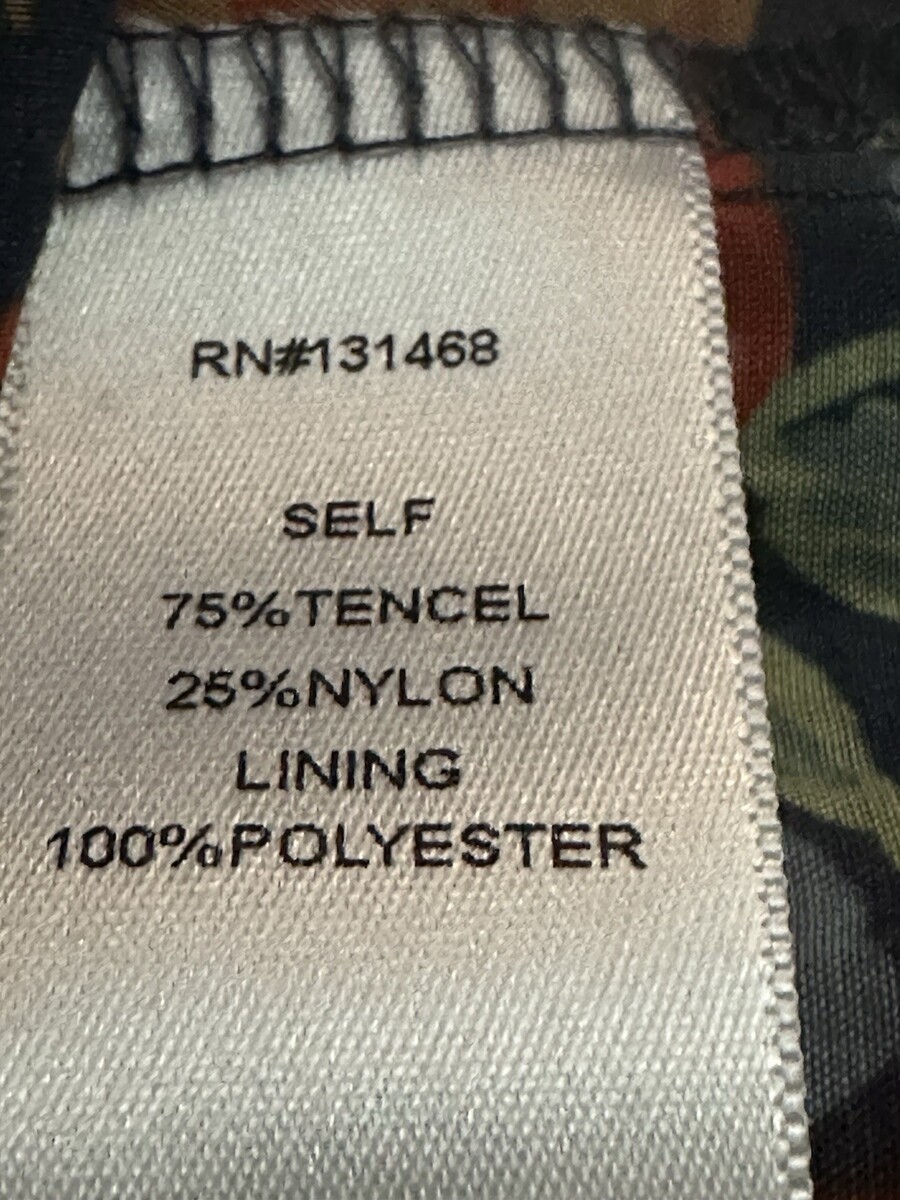 RN#131468
SELF
75%TENCEL
25%NYLON
LINING
100%POLYESTER